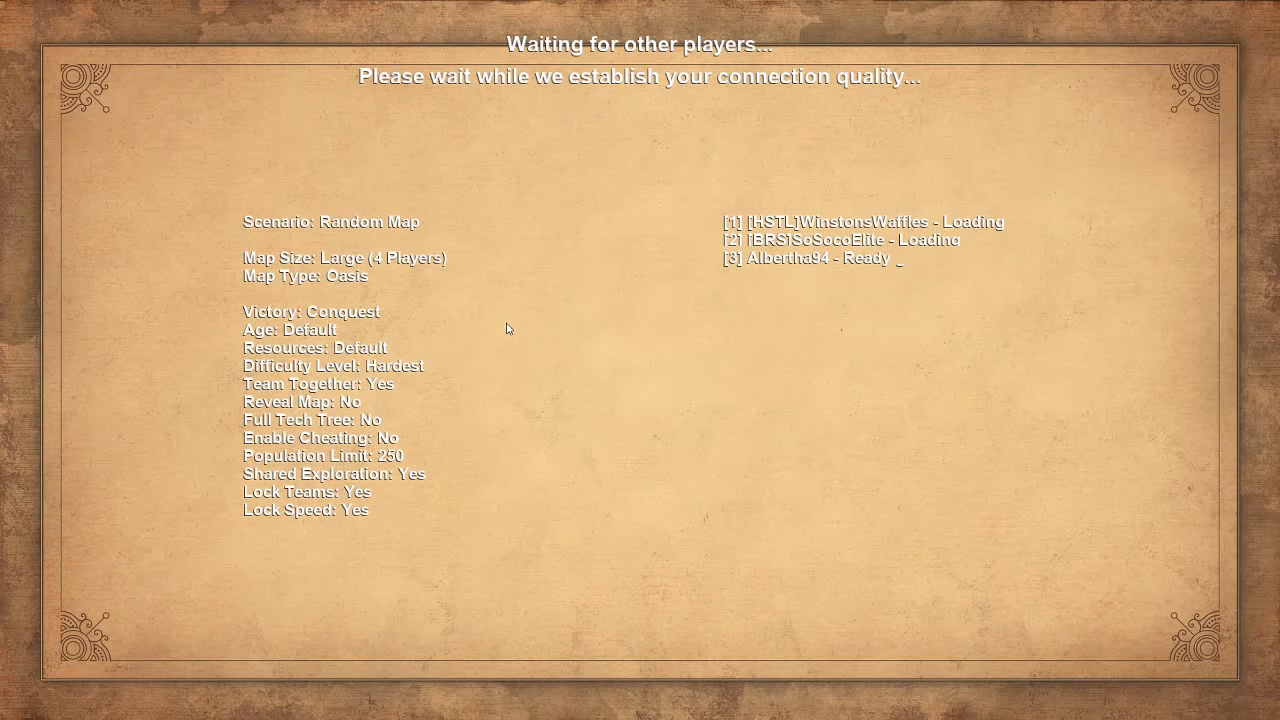 Waiting for other players...
Please wait while we establish your connection quality...
Scenario: Random Map
Map Size: Large (4 Players)
Map Type: Oasis
Victory: Conquest
Age: Default
Resources: Default
Difficulty Level: Hardest
Team Together: Yes
Reveal Map: No
Full Tech Tree: No
Enable Cheating: No
Population Limit: 250
Shared Exploration: Yes
Lock Teams: Yes
Lock Speed: Yes
[1] [HSTL]WinstonsWaffles - Loading
[2] [BRS]SoSocoElite - Loading
[3] Albertha94 - Ready _